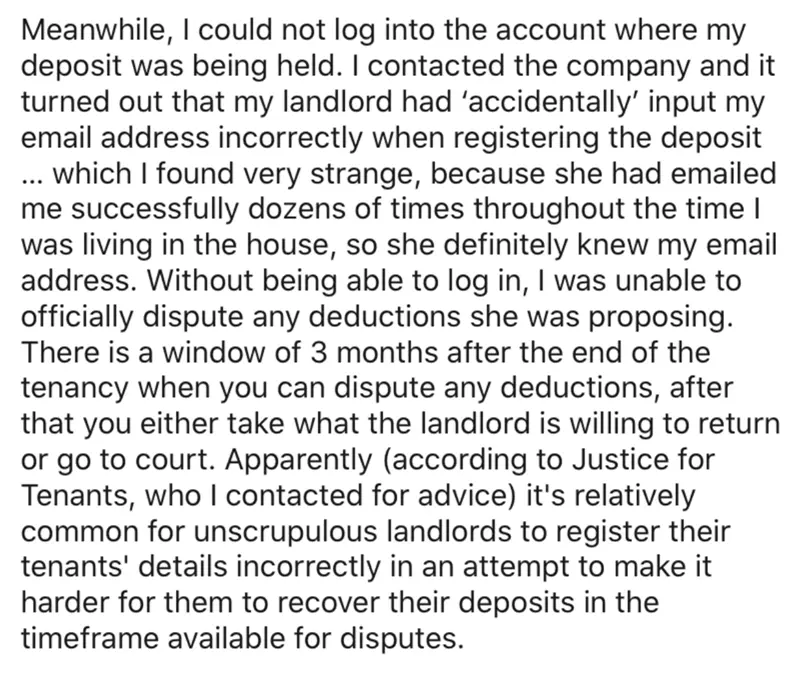 Meanwhile, I could not log into the account where my
deposit was being held. I contacted the company and it
turned out that my landlord had ‘accidentally’ input my
email address incorrectly when registering the deposit
... which I found very strange, because she had emailed
me successfully dozens of times throughout the time I
was living in the house, so she definitely knew my email
address. Without being able to log in, I was unable to
officially dispute any deductions she was proposing.
There is a window of 3 months after the end of the
tenancy when you can dispute any deductions, after
that you either take what the landlord is willing to return
or go to court. Apparently (according to Justice for
Tenants, who I contacted for advice) it's relatively
common for unscrupulous landlords to register their
tenants' details incorrectly in an attempt to make it
harder for them to recover their deposits in the
timeframe available for disputes.